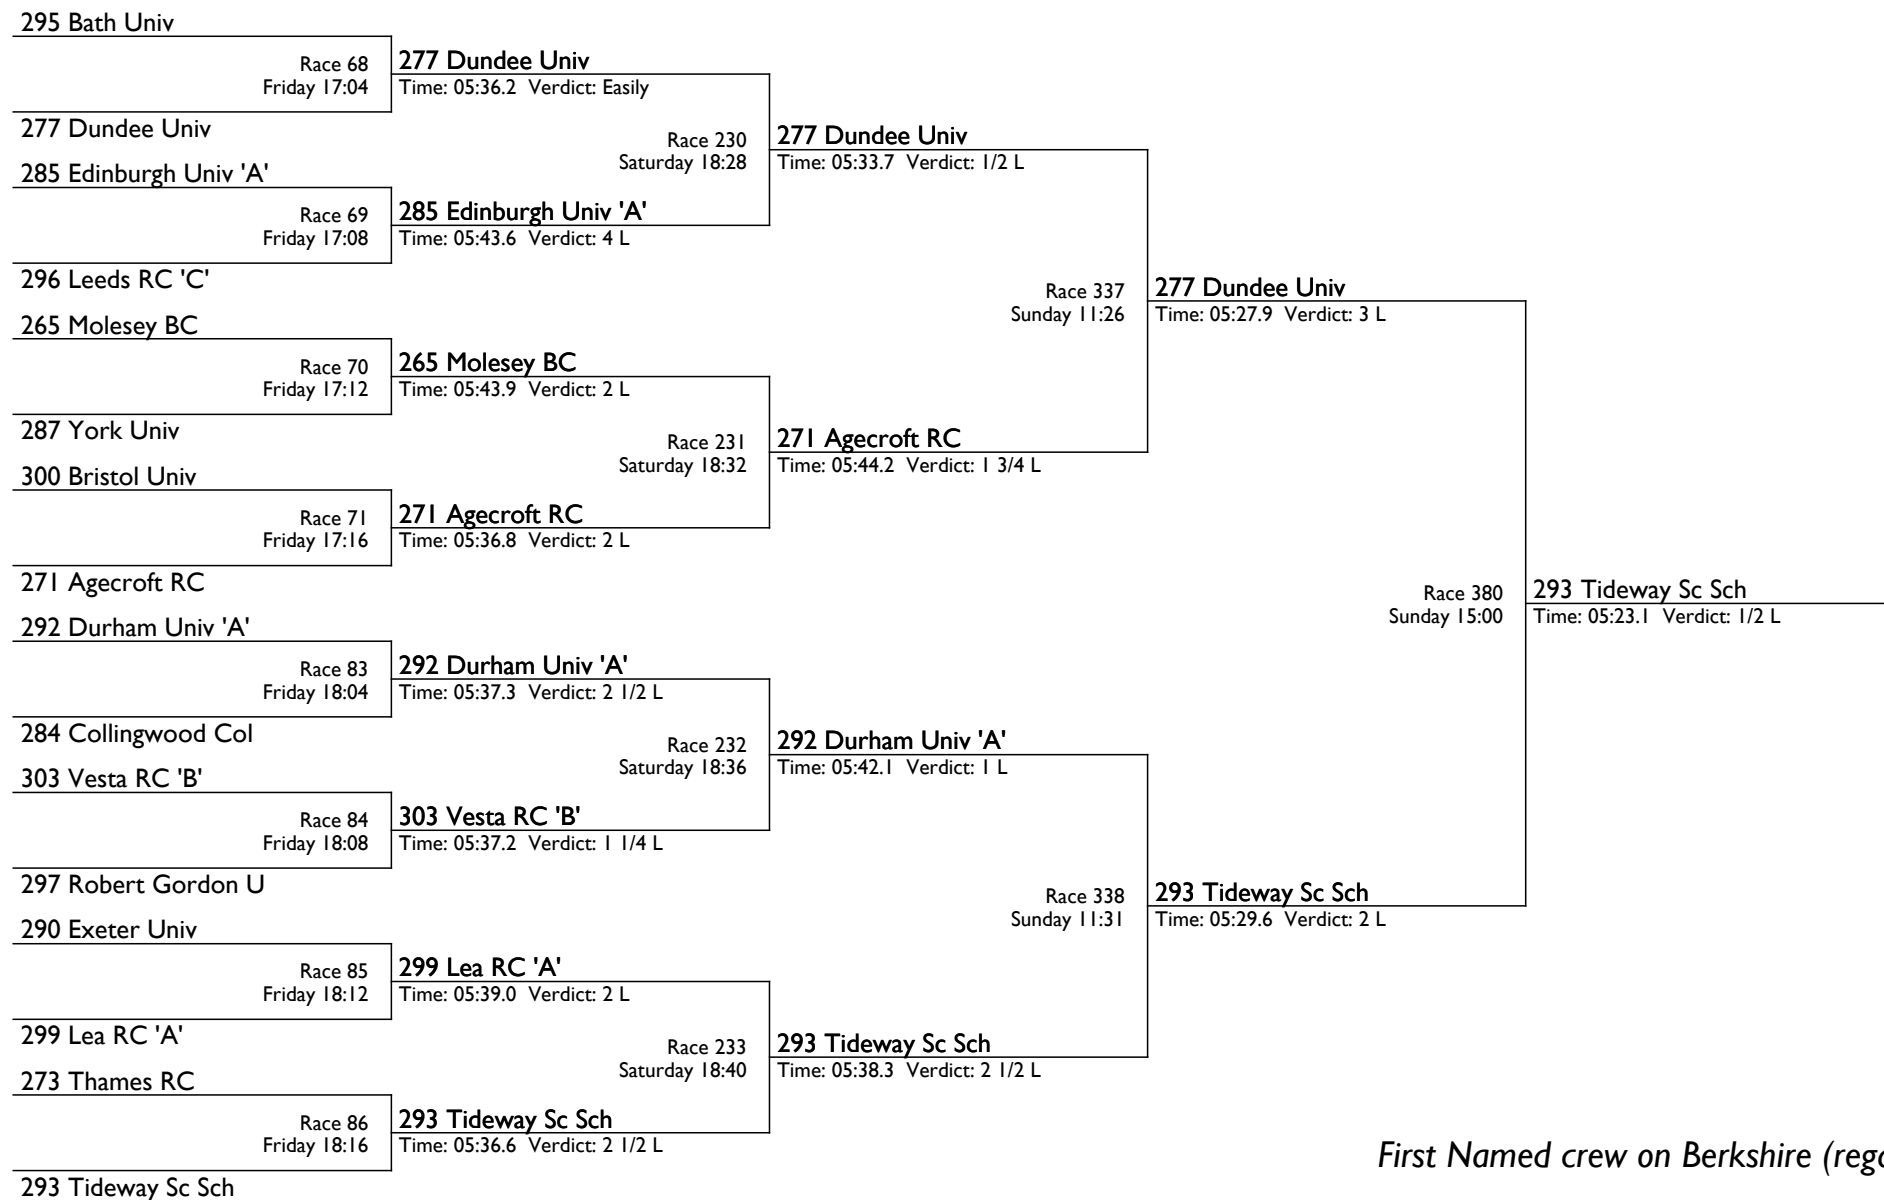 295 Bath Univ
Race 68
Friday 17:04
277 Dundee Univ
Time: 05:36.2 Verdict: Easily
277 Dundee Univ
Race 230
Saturday 18:28
277 Dundee Univ
Time: 05:33.7 Verdict: 1/2 L
285 Edinburgh Univ 'A'
Race 69
Friday 17:08
285 Edinburgh Univ 'A'
Time: 05:43.6 Verdict: 4 L
296 Leeds RC 'C'
Race 337
Sunday 11:26
277 Dundee Univ
Time: 05:27.9 Verdict: 3 L
265 Molesey BC
Race 70
Friday 17:12
265 Molesey BC
Time: 05:43.9 Verdict: 2 L
287 York Univ
Race 231
Saturday 18:32
271 Agecroft RC
Time: 05:44.2 Verdict: 1 3/4 L
300 Bristol Univ
Race 71
Friday 17:16
271 Agecroft RC
Time: 05:36.8 Verdict: 2 L
271 Agecroft RC
Race 380
Sunday 15:00
293 Tideway Sc Sch
Time: 05:23.1 Verdict: 1/2 L
292 Durham Univ 'A'
Race 83
Friday 18:04
292 Durham Univ 'A'
Time: 05:37.3 Verdict: 2 1/2 L
284 Collingwood Col
Race 232
Saturday 18:36
292 Durham Univ 'A'
Time: 05:42.1 Verdict: 1 L
303 Vesta RC 'B'
Race 84
Friday 18:08
303 Vesta RC 'B'
Time: 05:37.2 Verdict: 1 1/4 L
297 Robert Gordon U
Race 338
Sunday 11:31
293 Tideway Sc Sch
Time: 05:29.6 Verdict: 2 L
290 Exeter Univ
Race 85
Friday 18:12
299 Lea RC 'A'
Time: 05:39.0 Verdict: 2 L
299 Lea RC 'A'
Race 233
Saturday 18:40
293 Tideway Sc Sch
Time: 05:38.3 Verdict: 2 1/2 L
273 Thames RC
Race 86
Friday 18:16
293 Tideway Sc Sch
Time: 05:36.6 Verdict: 2 1/2 L
293 Tideway Sc Sch
First Named crew on Berkshire